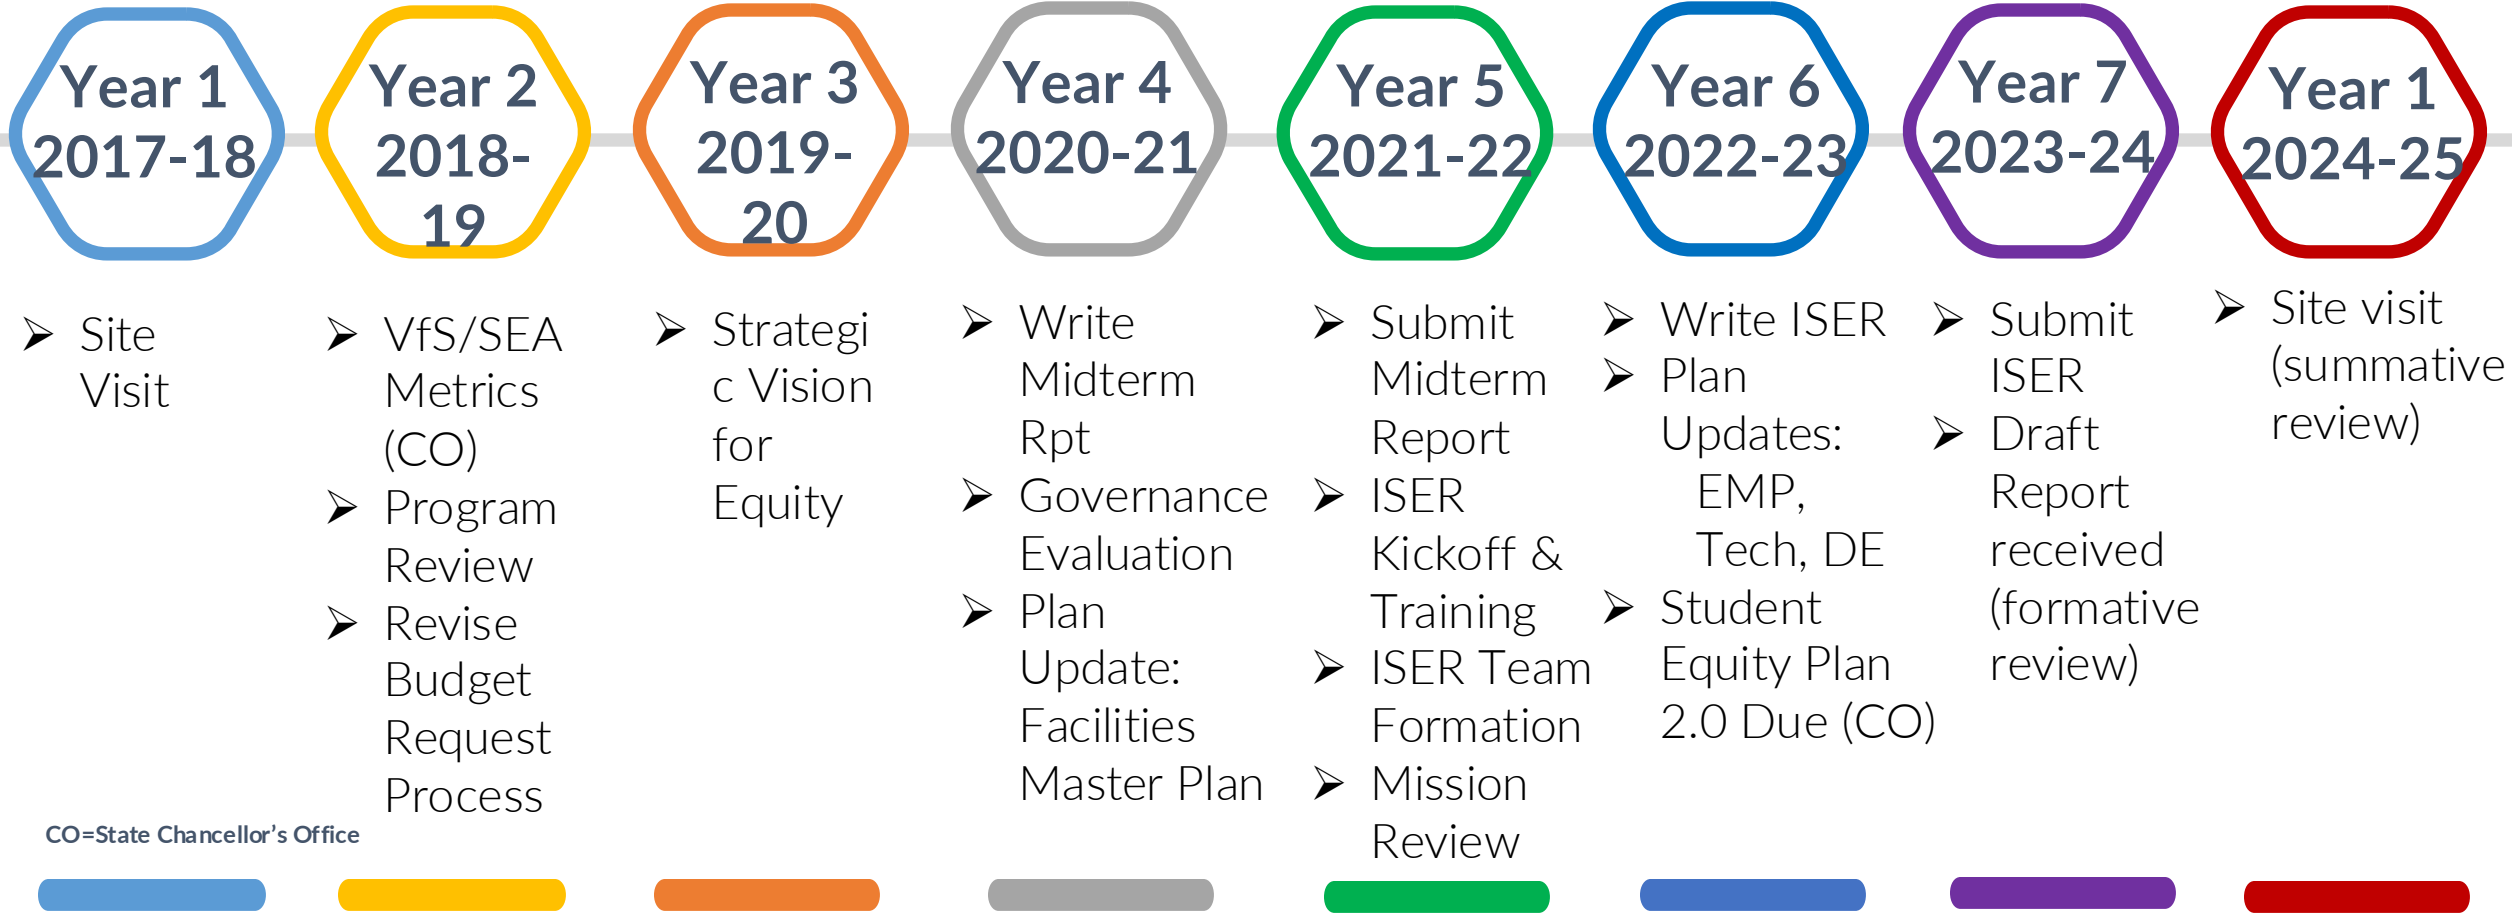 Year 1
2017-18
Year 2
2018-
19
Year 3
2019-
20
Year 4
2020-21
Year 5
2021-22
Year 6
2022-23
Year 7
2023-24
Year 1
2024-25
➢ Site
Visit
➢ VfS/SEA
Metrics
(CO)
➢ Program
Review
➢ Revise
Budget
Request
Process
➢ Strategi
c Vision
for
Equity
➢ Write
Midterm
Rpt
➢ Governance
Evaluation
➢ Plan
Update:
Facilities
Master Plan
➢ Submit
Midterm
Report
➢ ISER
Kickoff &
Training
➢ ISER Team
Formation
➢ Mission
Review
➢ Write ISER
➢ Plan
Updates:
EMP,
Tech, DE
➢ Student
Equity Plan
2.0 Due (CO)
➢ Submit
ISER
➢ Draft
Report
received
(formative
review)
➢ Site visit
(summative
review)
CO=State Chancellor’s Office